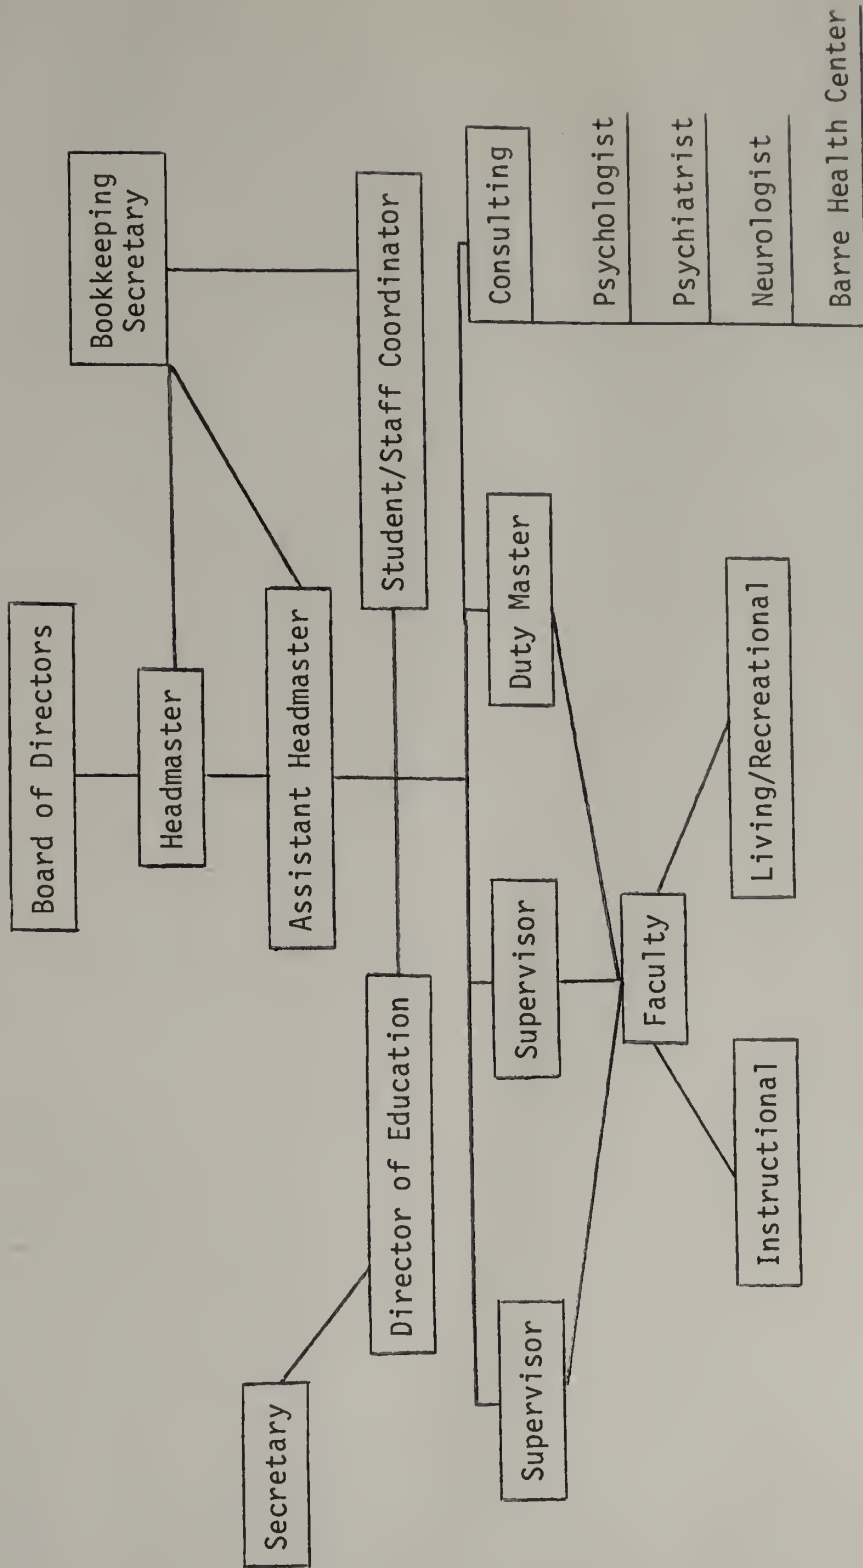 Board of Directors
Headmaster
Bookkeeping
Secretary
Secretary
Assistant Headmaster
Director of Education
Student/Staff Coordinator
Supervisor
Supervisor
Duty Master
Consulting
Psychologist
Psychiatrist
Neurologist
Barre Health Center
Faculty
Instructional
Living/Recreational